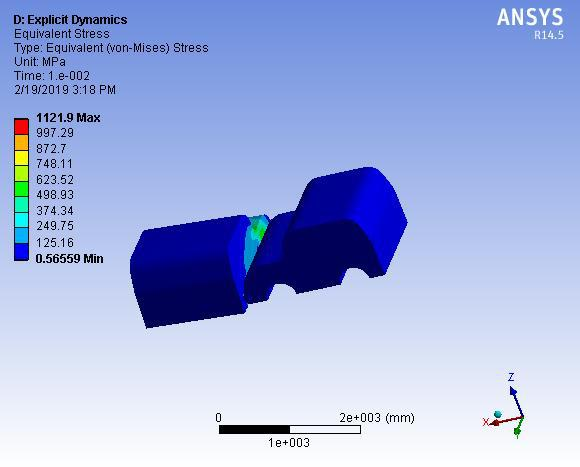 D: Explicit Dynamics
Equivalent Stress
Type: Equivalent (von-Mises) Stress
Unit: MPa
Time: 1.e-002
2/19/2019 3:18 PM
ANSYS
R14.5
1121.9 Max
997.29
872.7
748.11
623.52
498.93
374.34
249.75
125.16
0.56559 Min
0
2e+003 (mm)
1e+003
Z
X